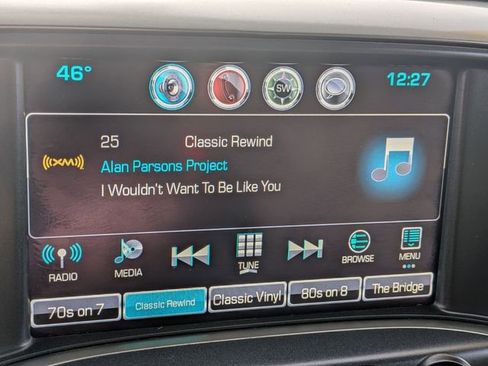 46°
SW
12:27
25 Classic Rewind
((XM))
Alan Parsons Project
I Wouldn't Want To Be Like You
RADIO
MEDIA
TUNE
BROWSE
MENU
70s on 7
Classic Rewind
Classic Vinyl
80s on 8
The Bridge